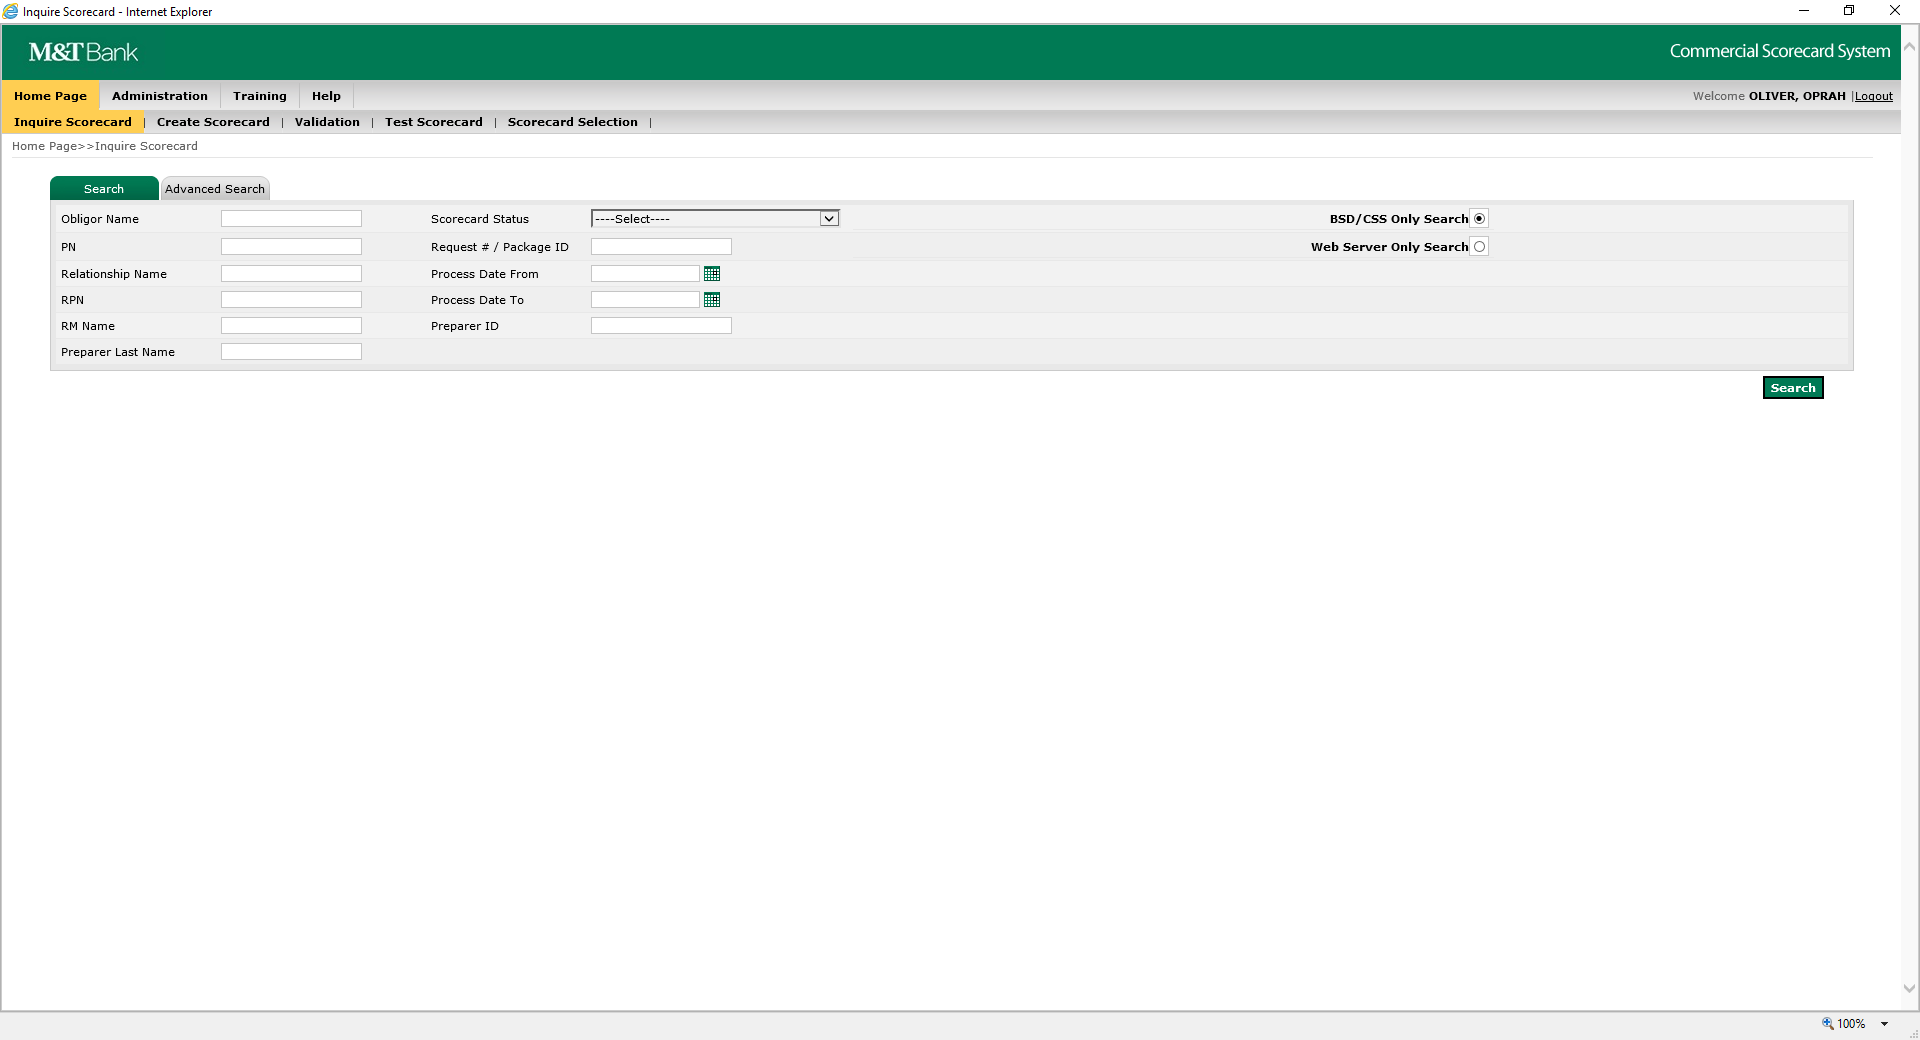 Inquire Scorecard - Internet Explorer
M&T Bank
Commercial Scorecard System
Home Page Administration Training Help
Welcome OLIVER, OPRAH |Logout
Inquire Scorecard | Create Scorecard | Validation | Test Scorecard | Scorecard Selection |
Home Page>>Inquire Scorecard
Search Advanced Search
Obligor Name Scorecard Status ----Select---- BSD/CSS Only Search
PN Request # / Package ID Web Server Only Search
Relationship Name Process Date From
RPN Process Date To
RM Name Preparer ID
Preparer Last Name
Search
100%